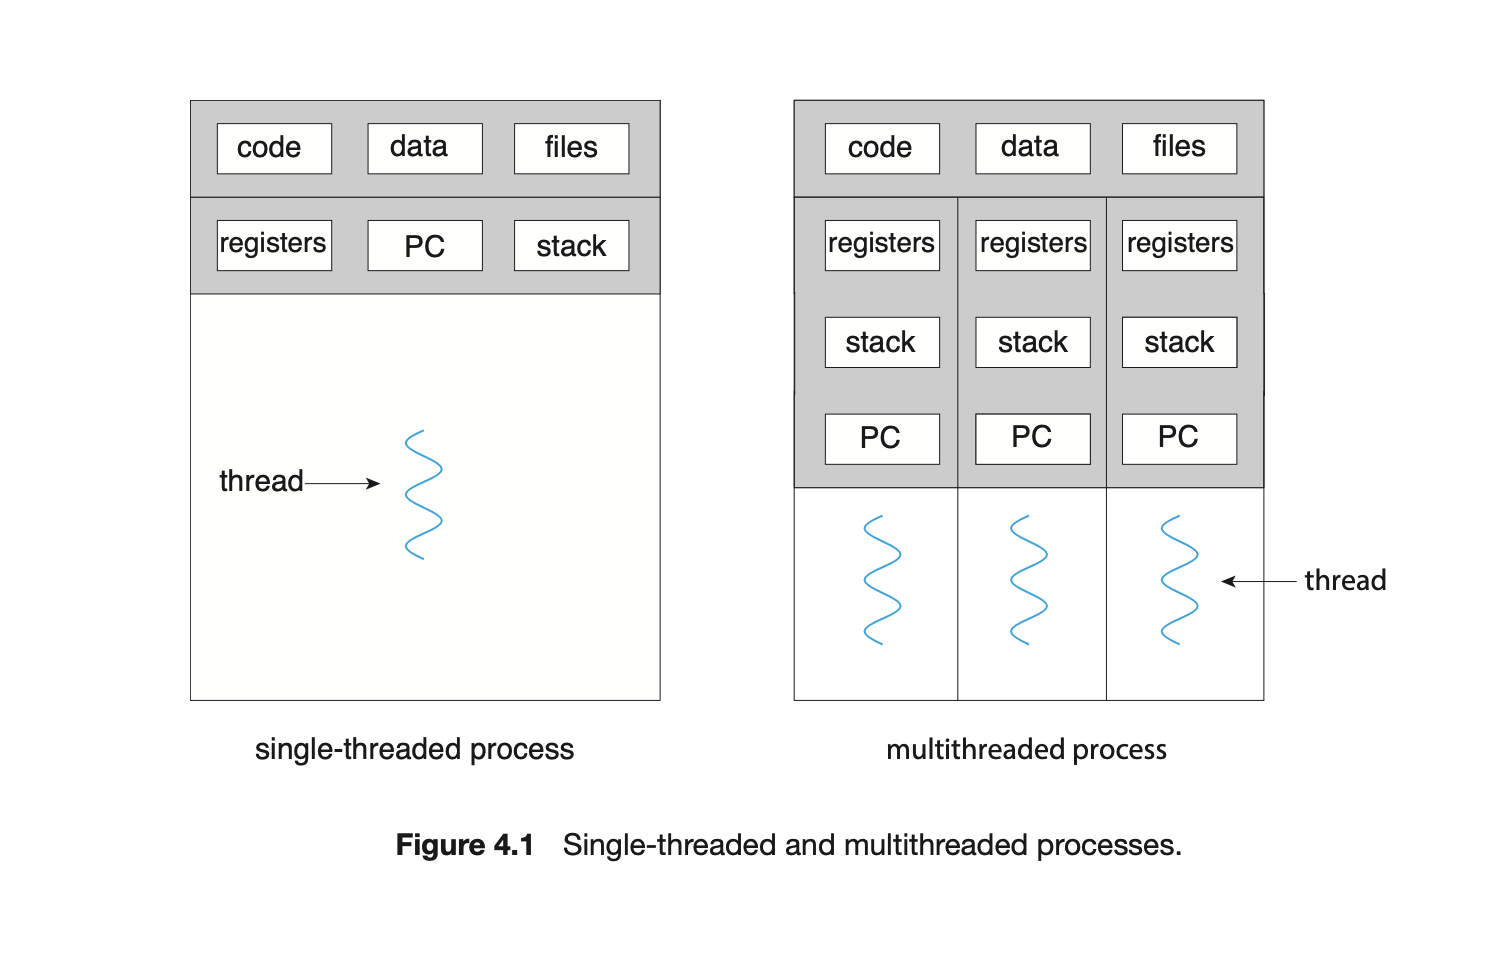 code data files
registers PC stack
thread
single-threaded process
code data files
registers registers registers
stack stack stack
PC PC PC
thread
multithreaded process
Figure 4.1 Single-threaded and multithreaded processes.